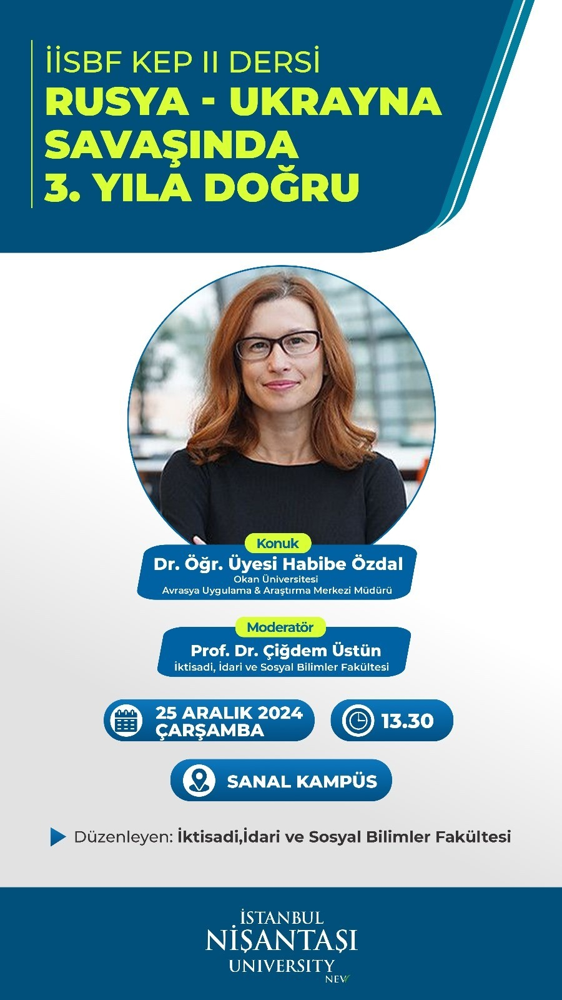 İİSBF KEP II DERSİ
RUSYA - UKRAYNA
SAVAŞINDA
3. YILA DOĞRU
Konuk
Dr. Öğr. Üyesi Habibe Özdal
Okan Üniversitesi
Avrasya Uygulama & Araştırma Merkezi Müdürü
Moderatör
Prof. Dr. Çiğdem Üstün
İktisadi, İdari ve Sosyal Bilimler Fakültesi
25 ARALIK 2024
ÇARŞAMBA
13.30
SANAL KAMPÜS
Düzenleyen: İktisadi,İdari ve Sosyal Bilimler Fakültesi
İSTANBUL
NİŞANTAŞI
UNIVERSITY
NEV